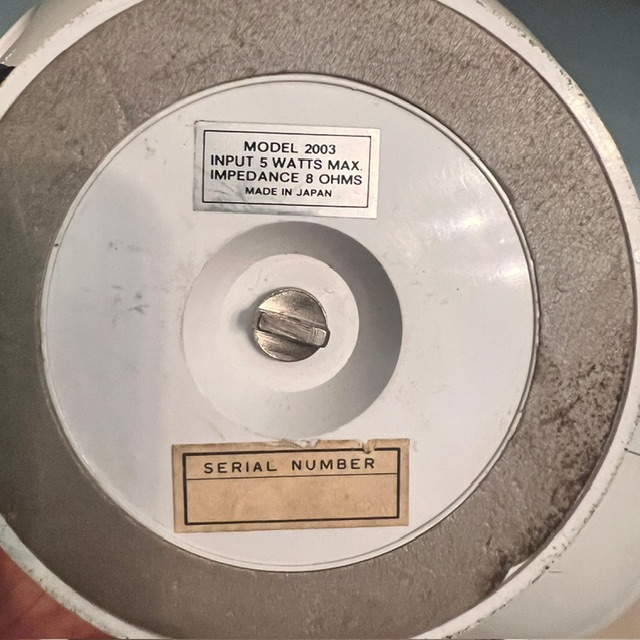 MODEL 2003
INPUT 5 WATTS MAX.
IMPEDANCE 8 OHMS
MADE IN JAPAN
SERIAL NUMBER